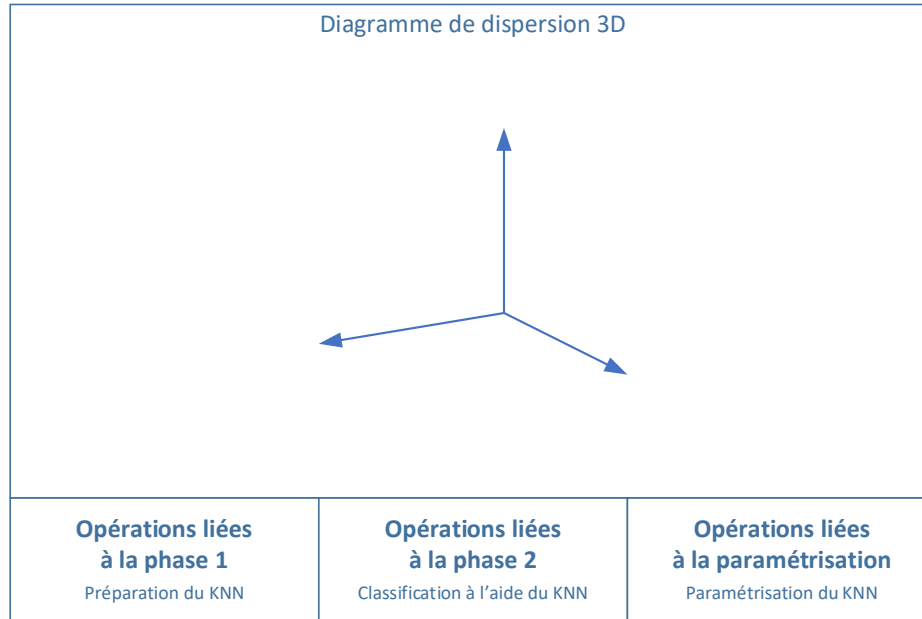 Diagramme de dispersion 3D
Opérations liées
à la phase 1
Préparation du KNN
Opérations liées
à la phase 2
Classification à l’aide du KNN
Opérations liées
à la paramétrisation
Paramétrisation du KNN